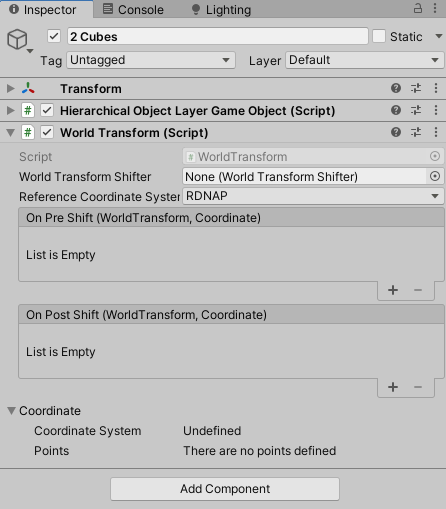 Inspector Console Lighting
2 Cubes Static
Tag Untagged Layer Default
Transform
# Hierarchical Object Layer Game Object (Script)
# World Transform (Script)
Script # WorldTransform
World Transform Shifter None (World Transform Shifter)
Reference Coordinate System RDNAP
On Pre Shift (WorldTransform, Coordinate)
List is Empty
+ −
On Post Shift (WorldTransform, Coordinate)
List is Empty
+ −
Coordinate
Coordinate System Undefined
Points There are no points defined
Add Component